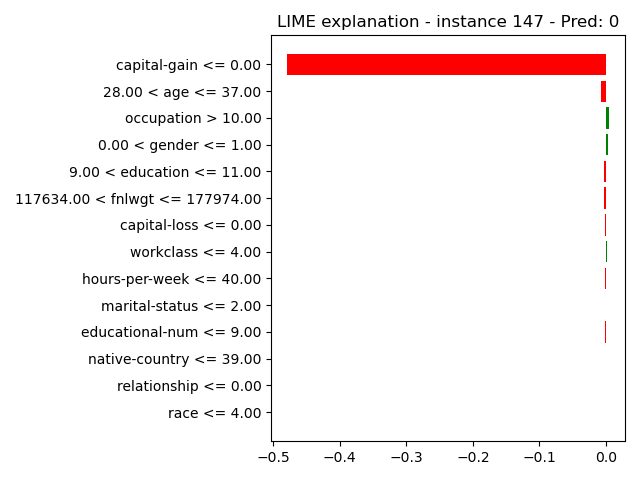 LIME explanation - instance 147 - Pred: 0
capital-gain <= 0.00
28.00 < age <= 37.00
occupation > 10.00
0.00 < gender <= 1.00
9.00 < education <= 11.00
117634.00 < fnlwgt <= 177974.00
capital-loss <= 0.00
workclass <= 4.00
hours-per-week <= 40.00
marital-status <= 2.00
educational-num <= 9.00
native-country <= 39.00
relationship <= 0.00
race <= 4.00
−0.5 −0.4 −0.3 −0.2 −0.1 0.0